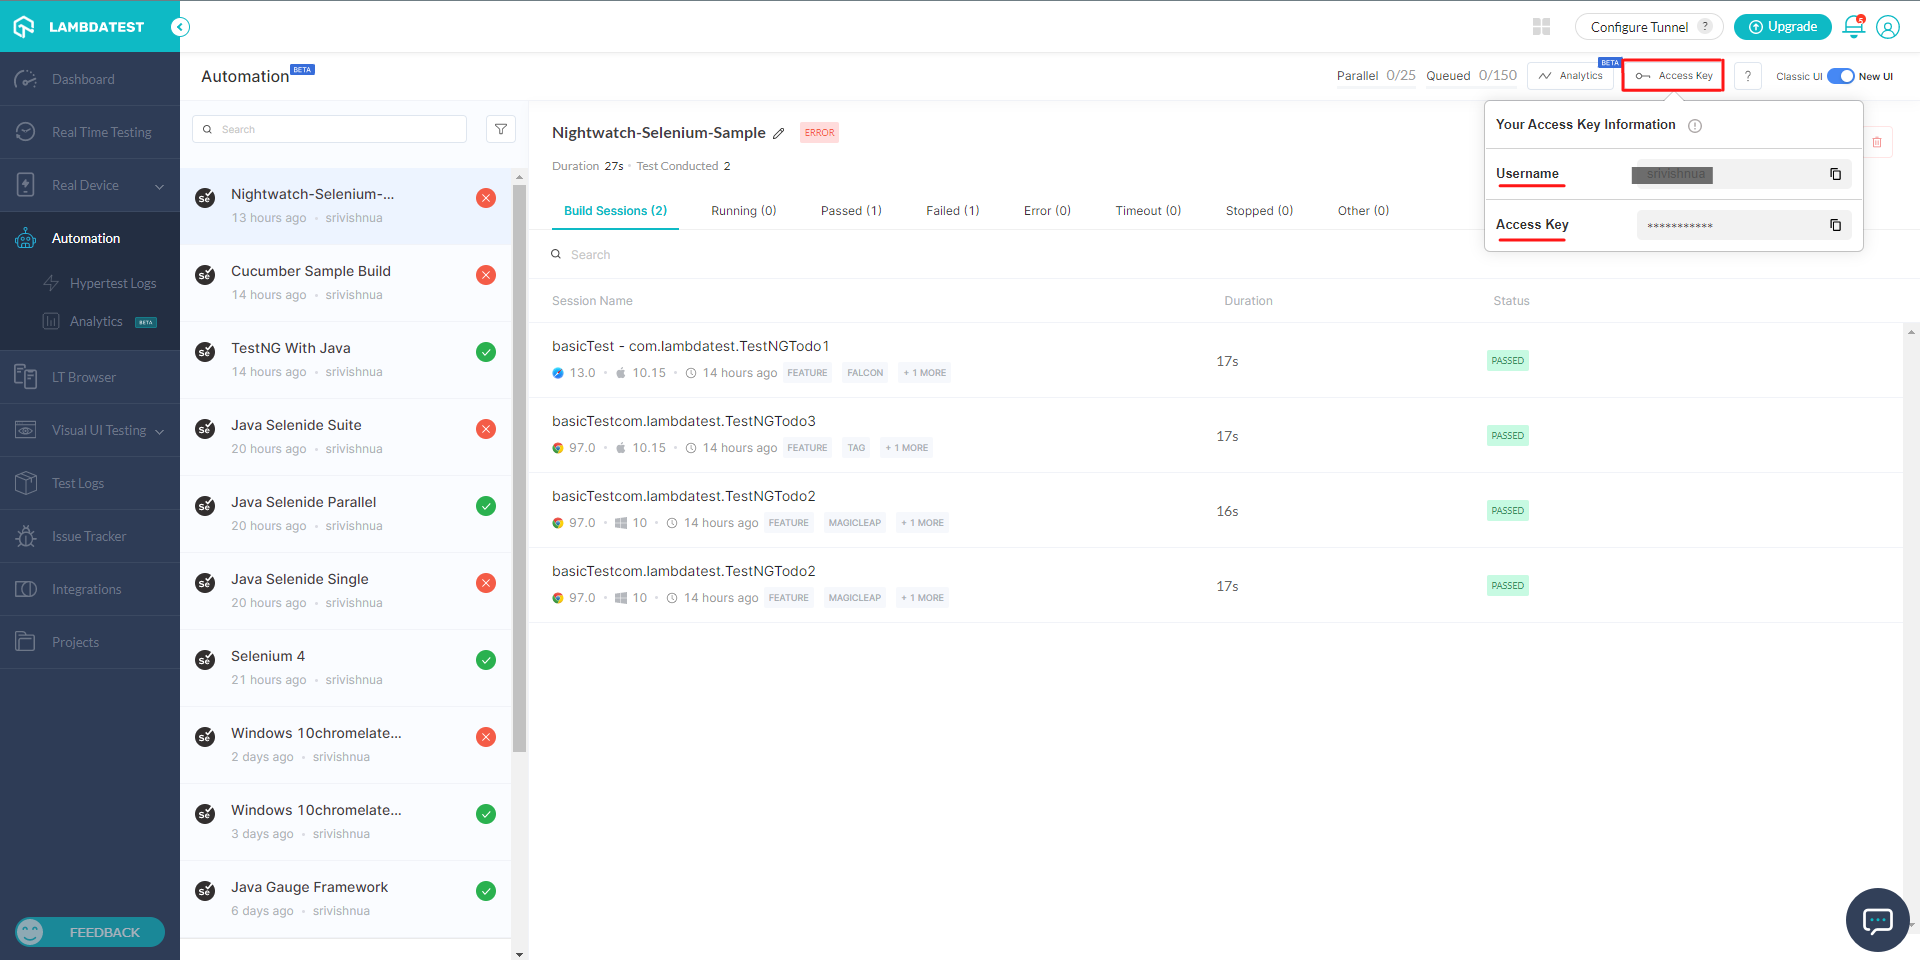 LAMBDATEST
Configure Tunnel ?
Upgrade
6
Dashboard
Real Time Testing
Real Device
Automation
Hypertest Logs
Analytics BETA
LT Browser
Visual UI Testing
Test Logs
Issue Tracker
Integrations
Projects
FEEDBACK
Automation BETA
Parallel 0/25 Queued 0/150
Analytics BETA
Access Key
?
Classic UI New UI
Search
Nightwatch-Selenium-...
13 hours ago • srivishnua
Cucumber Sample Build
14 hours ago • srivishnua
TestNG With Java
14 hours ago • srivishnua
Java Selenide Suite
20 hours ago • srivishnua
Java Selenide Parallel
20 hours ago • srivishnua
Java Selenide Single
20 hours ago • srivishnua
Selenium 4
21 hours ago • srivishnua
Windows 10chromelate...
2 days ago • srivishnua
Windows 10chromelate...
3 days ago • srivishnua
Java Gauge Framework
6 days ago • srivishnua
Nightwatch-Selenium-Sample ERROR
Duration 27s • Test Conducted 2
Build Sessions (2) Running (0) Passed (1) Failed (1) Error (0) Timeout (0) Stopped (0) Other (0)
Search
Your Access Key Information
Username srivishnua
Access Key ***********
Session Name Duration Status
basicTest - com.lambdatest.TestNGTodo1
13.0 • 10.15 • 14 hours ago FEATURE FALCON + 1 MORE
17s PASSED
basicTestcom.lambdatest.TestNGTodo3
97.0 • 10.15 • 14 hours ago FEATURE TAG + 1 MORE
17s PASSED
basicTestcom.lambdatest.TestNGTodo2
97.0 • 10 • 14 hours ago FEATURE MAGICLEAP + 1 MORE
16s PASSED
basicTestcom.lambdatest.TestNGTodo2
97.0 • 10 • 14 hours ago FEATURE MAGICLEAP + 1 MORE
17s PASSED